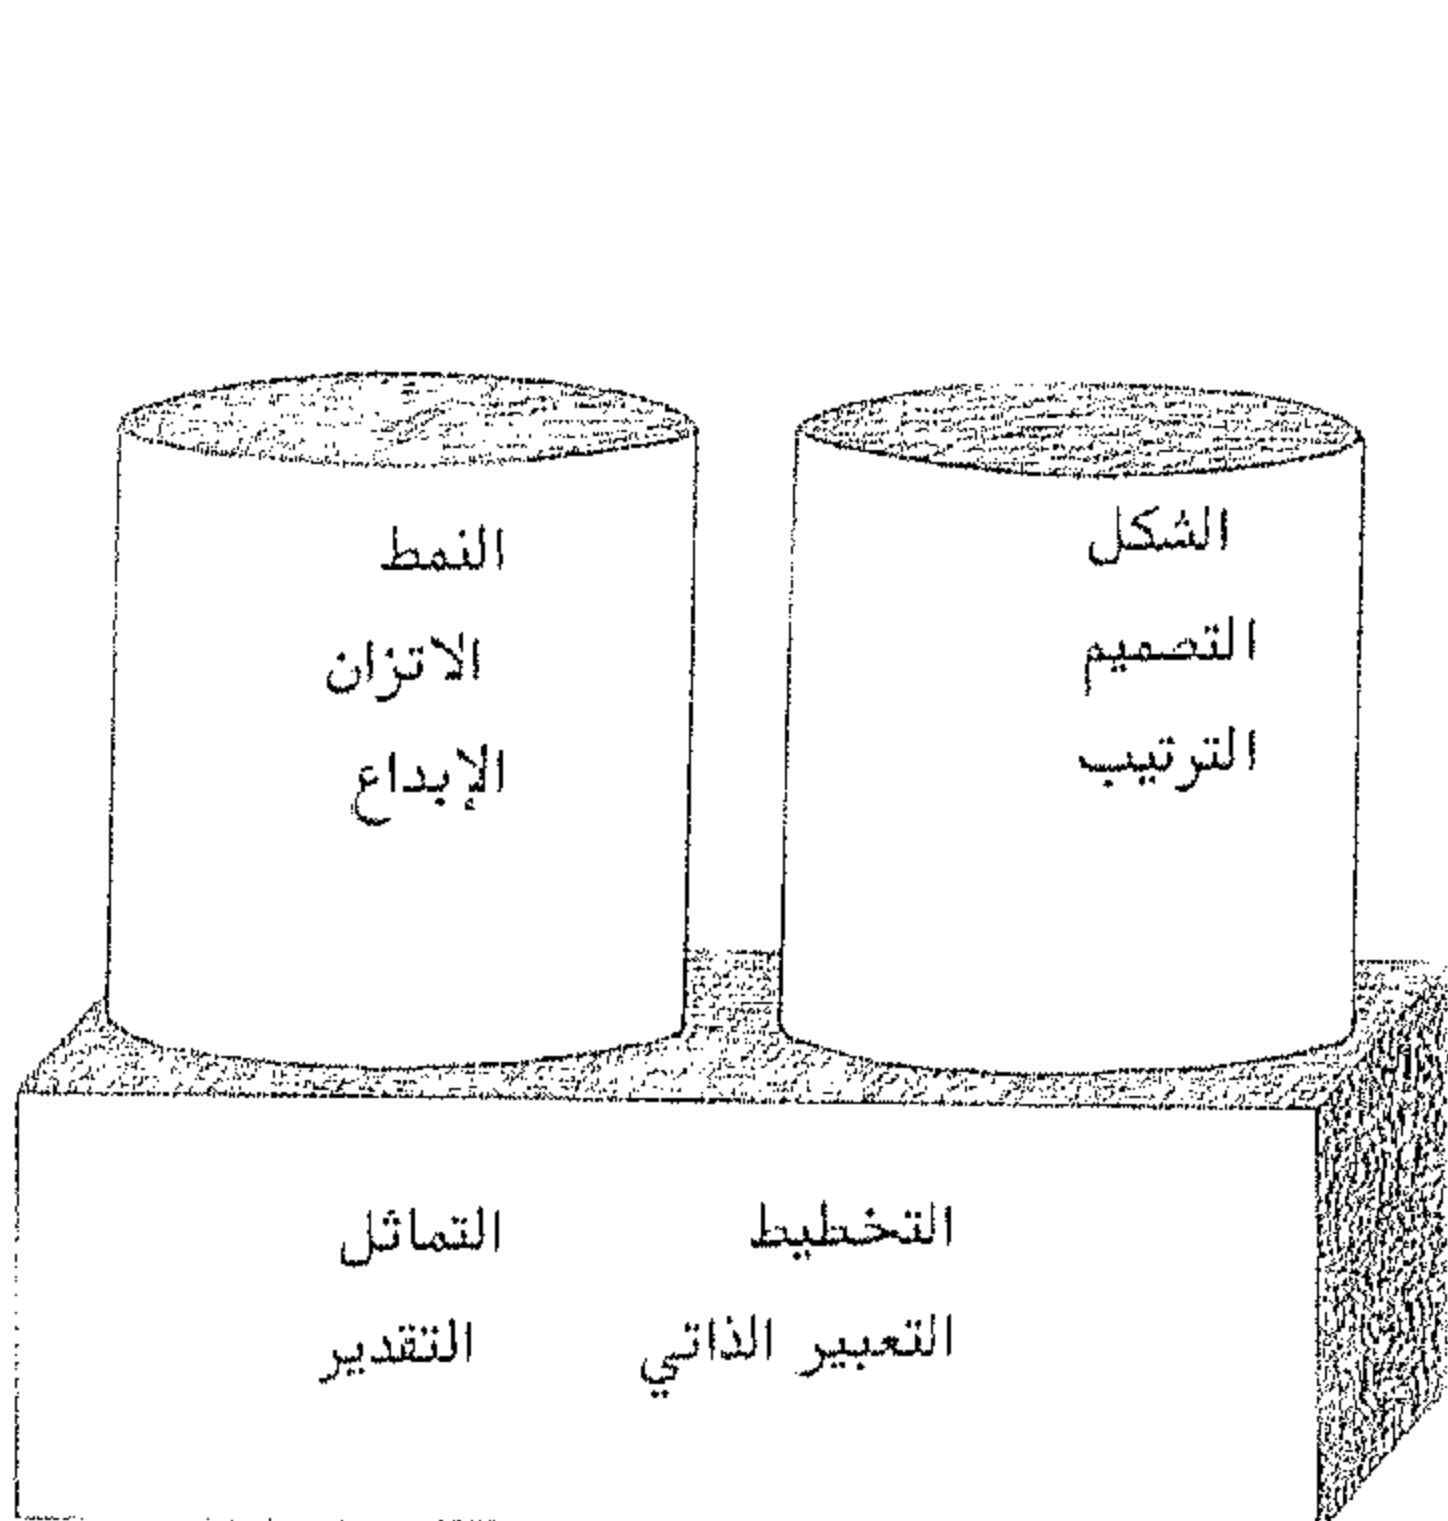 الشكل
التصميم
الترتيب
النمط
الاتزان
الإبداع
التخطيط التماثل
التعبير الذاتي التقدير